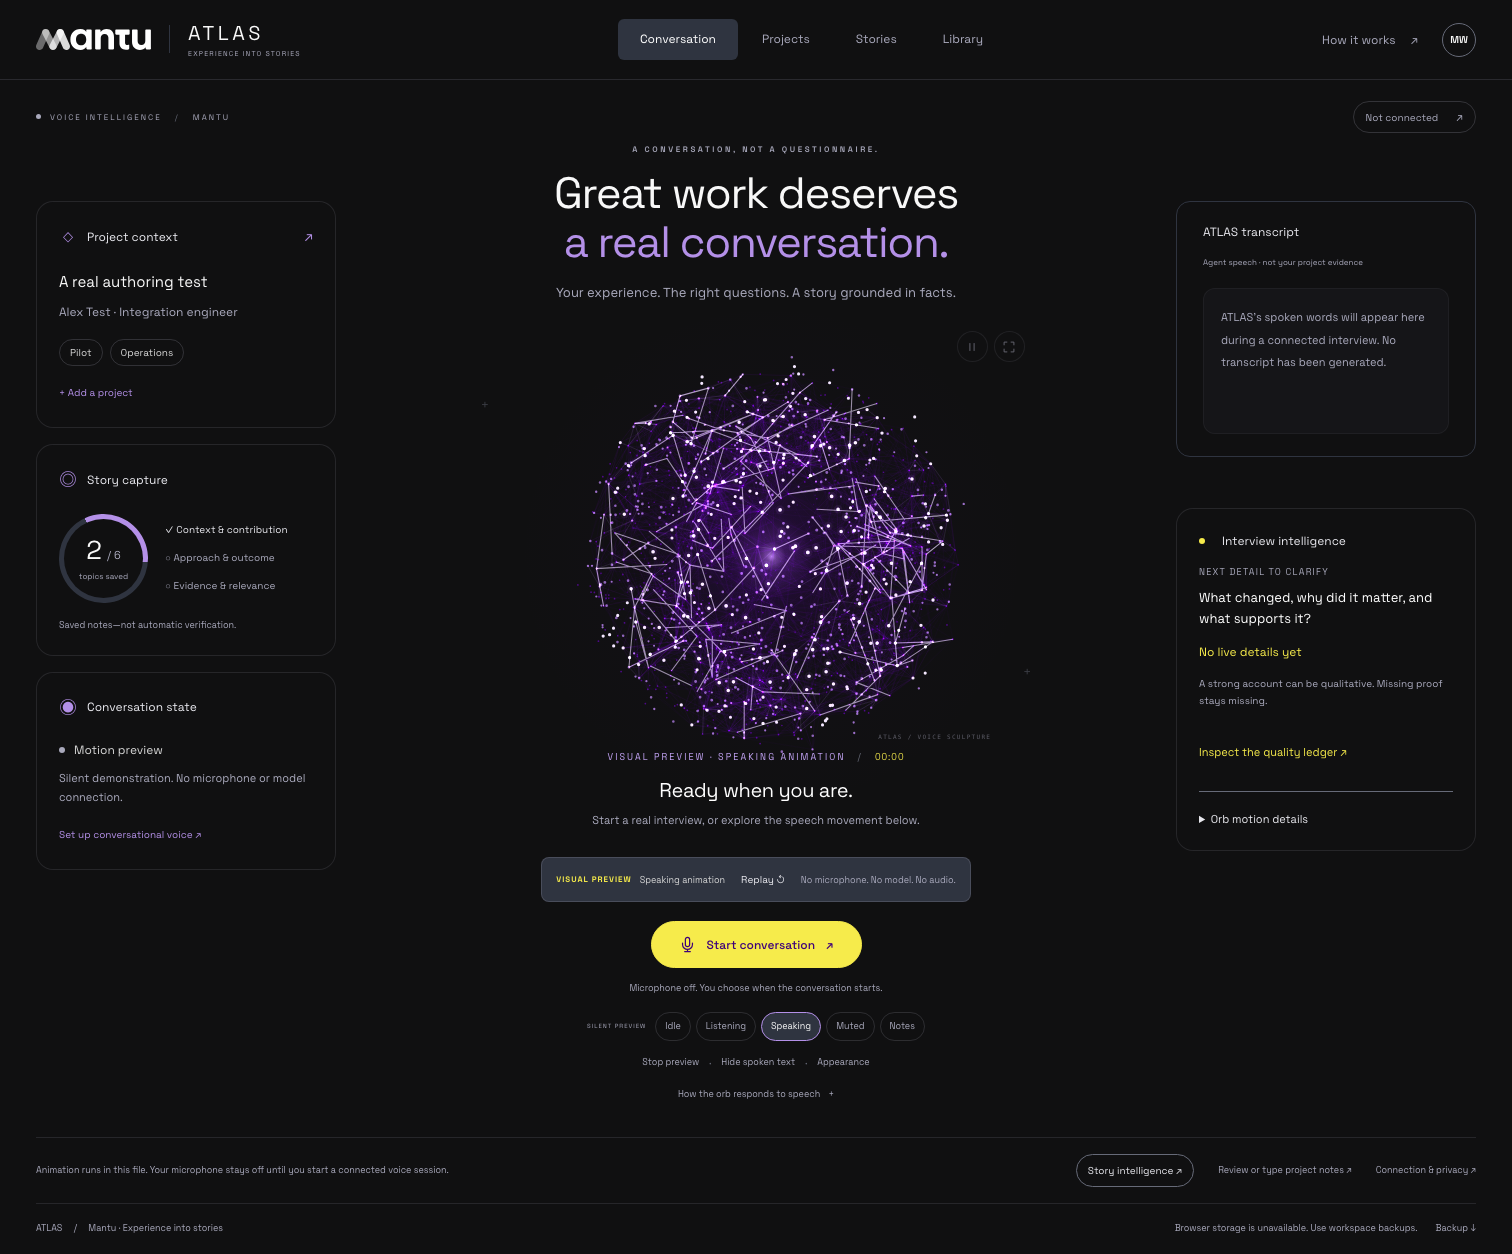 mantu
ATLAS
EXPERIENCE INTO STORIES
Conversation
Projects
Stories
Library
How it works ↗
MW
VOICE INTELLIGENCE / MANTU
Not connected ↗
A CONVERSATION, NOT A QUESTIONNAIRE.
Great work deserves
a real conversation.
Your experience. The right questions. A story grounded in facts.
Project context ↗
A real authoring test
Alex Test · Integration engineer
Pilot
Operations
+ Add a project
Story capture
2 / 6
topics saved
✓ Context & contribution
○ Approach & outcome
○ Evidence & relevance
Saved notes—not automatic verification.
Conversation state
Motion preview
Silent demonstration. No microphone or model
connection.
Set up conversational voice ↗
ATLAS / VOICE SCULPTURE
VISUAL PREVIEW · SPEAKING ANIMATION / 00:00
Ready when you are.
Start a real interview, or explore the speech movement below.
VISUAL PREVIEW Speaking animation Replay ↻ No microphone. No model. No audio.
Start conversation ↗
Microphone off. You choose when the conversation starts.
SILENT PREVIEW
Idle
Listening
Speaking
Muted
Notes
Stop preview · Hide spoken text · Appearance
How the orb responds to speech +
ATLAS transcript
Agent speech · not your project evidence
ATLAS's spoken words will appear here
during a connected interview. No
transcript has been generated.
Interview intelligence
NEXT DETAIL TO CLARIFY
What changed, why did it matter, and
what supports it?
No live details yet
A strong account can be qualitative. Missing proof
stays missing.
Inspect the quality ledger ↗
▶ Orb motion details
Animation runs in this file. Your microphone stays off until you start a connected voice session.
Story intelligence ↗
Review or type project notes ↗
Connection & privacy ↗
ATLAS / Mantu · Experience into stories
Browser storage is unavailable. Use workspace backups.
Backup ↓